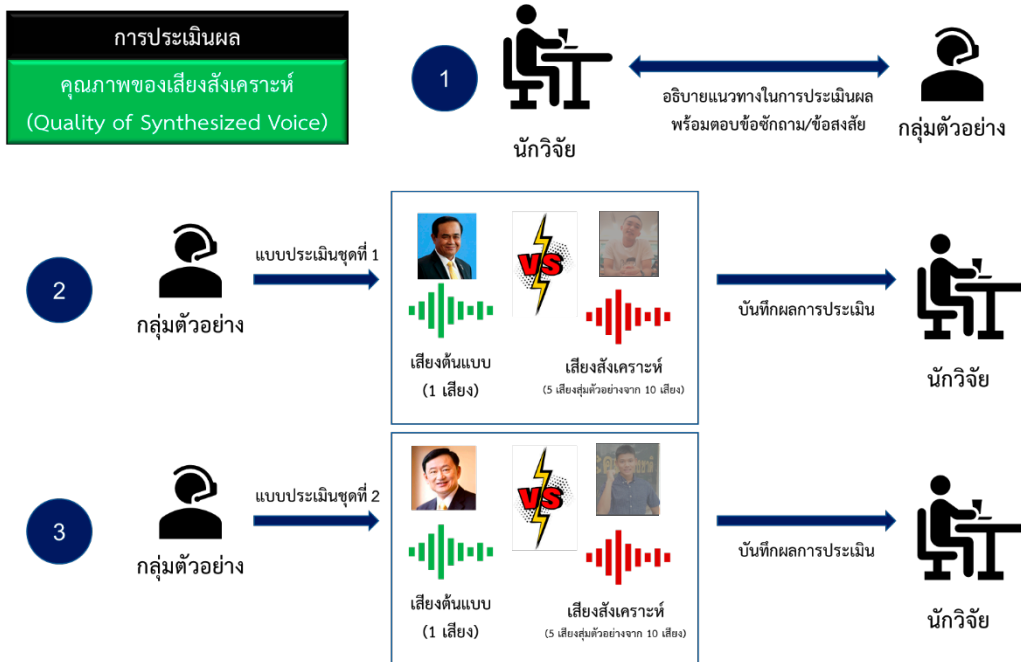 การประเมินผล
คุณภาพของเสียงสังเคราะห์
(Quality of Synthesized Voice)
1
นักวิจัย
อธิบายแนวทางในการประเมินผล
พร้อมตอบข้อซักถาม/ข้อสงสัย
กลุ่มตัวอย่าง
2
กลุ่มตัวอย่าง
แบบประเมินชุดที่ 1
VS
เสียงต้นแบบ
(1 เสียง)
เสียงสังเคราะห์
(5 เสียงสุ่มตัวอย่างจาก 10 เสียง)
บันทึกผลการประเมิน
นักวิจัย
3
กลุ่มตัวอย่าง
แบบประเมินชุดที่ 2
VS
เสียงต้นแบบ
(1 เสียง)
เสียงสังเคราะห์
(5 เสียงสุ่มตัวอย่างจาก 10 เสียง)
บันทึกผลการประเมิน
นักวิจัย